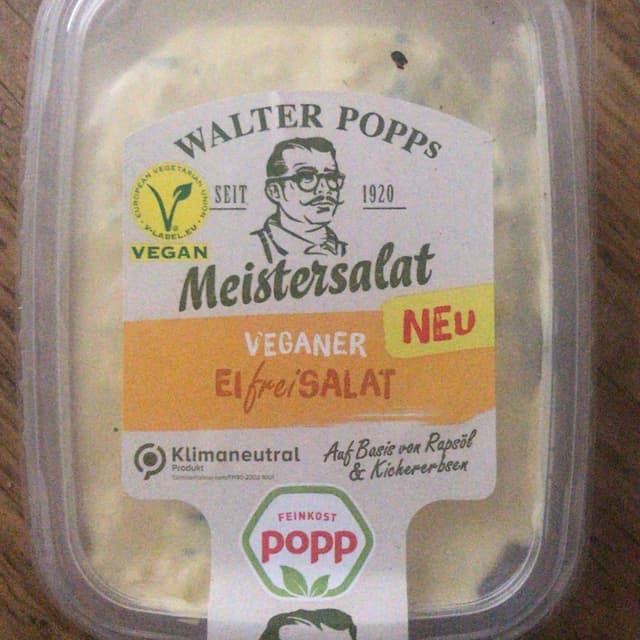 WALTER POPPs
SEIT 1920
EUROPEAN VEGETARIAN UNION
V-LABEL.EU
VEGAN
Meistersalat
NEU
VEGANER
EIfreiSALAT
Klimaneutral
Produkt
Auf Basis von Rapsöl
& Kichererbsen
FEINKOST
popp